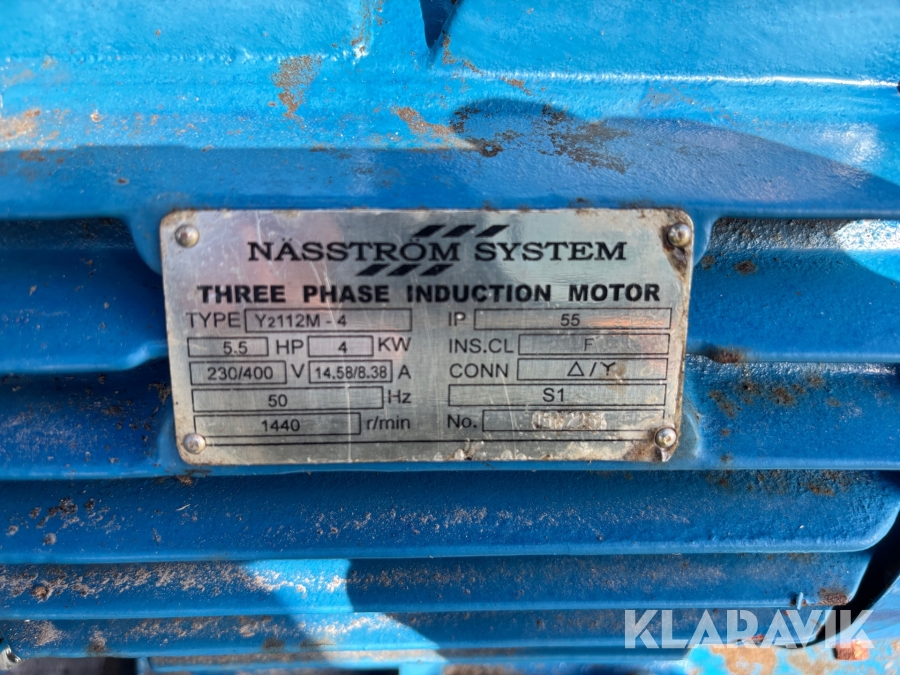 NÄSSTRÖM SYSTEM
THREE PHASE INDUCTION MOTOR
TYPE Y2112M - 4 IP 55
5.5 HP 4 KW INS.CL F
230/400 V 14.58/8.38 A CONN △/Y
50 Hz S1
1440 r/min No.
KLARAVIK